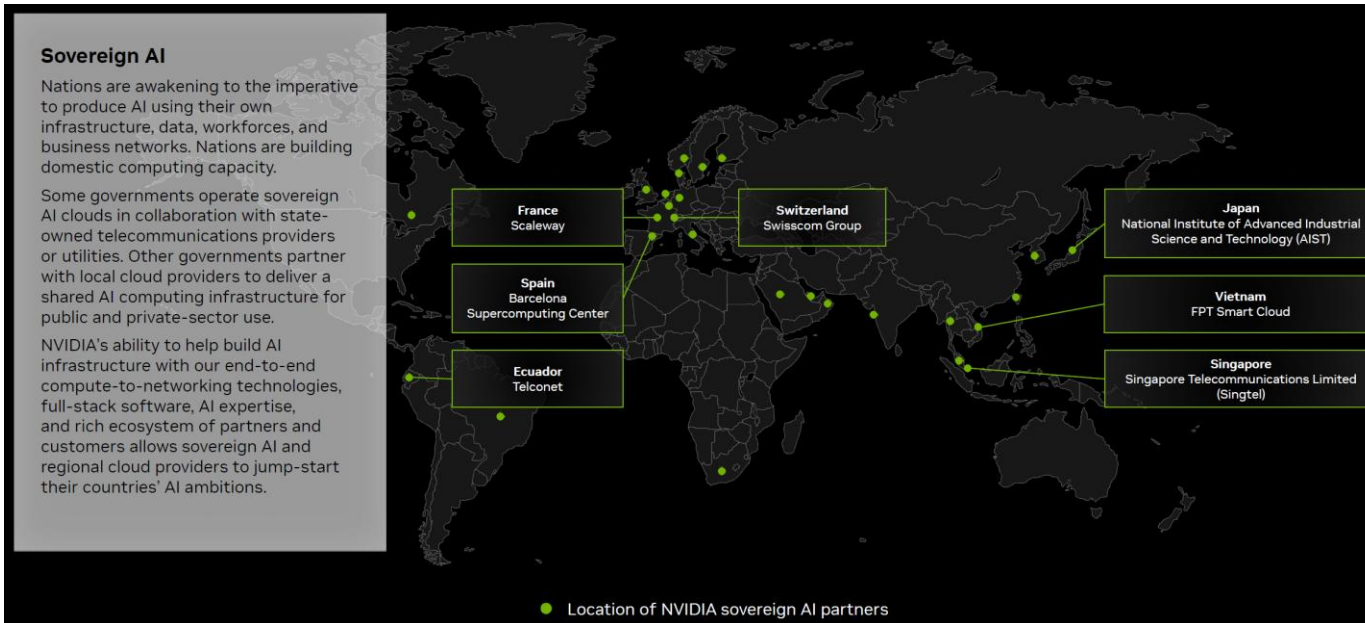 Sovereign AI
Nations are awakening to the imperative
to produce AI using their own
infrastructure, data, workforces, and
business networks. Nations are building
domestic computing capacity.
Some governments operate sovereign
AI clouds in collaboration with state-
owned telecommunications providers
or utilities. Other governments partner
with local cloud providers to deliver a
shared AI computing infrastructure for
public and private-sector use.
NVIDIA’s ability to help build AI
infrastructure with our end-to-end
compute-to-networking technologies,
full-stack software, AI expertise,
and rich ecosystem of partners and
customers allows sovereign AI and
regional cloud providers to jump-start
their countries’ AI ambitions.
France
Scaleway
Switzerland
Swisscom Group
Spain
Barcelona
Supercomputing Center
Ecuador
Telconet
Japan
National Institute of Advanced Industrial
Science and Technology (AIST)
Vietnam
FPT Smart Cloud
Singapore
Singapore Telecommunications Limited
(Singtel)
Location of NVIDIA sovereign AI partners